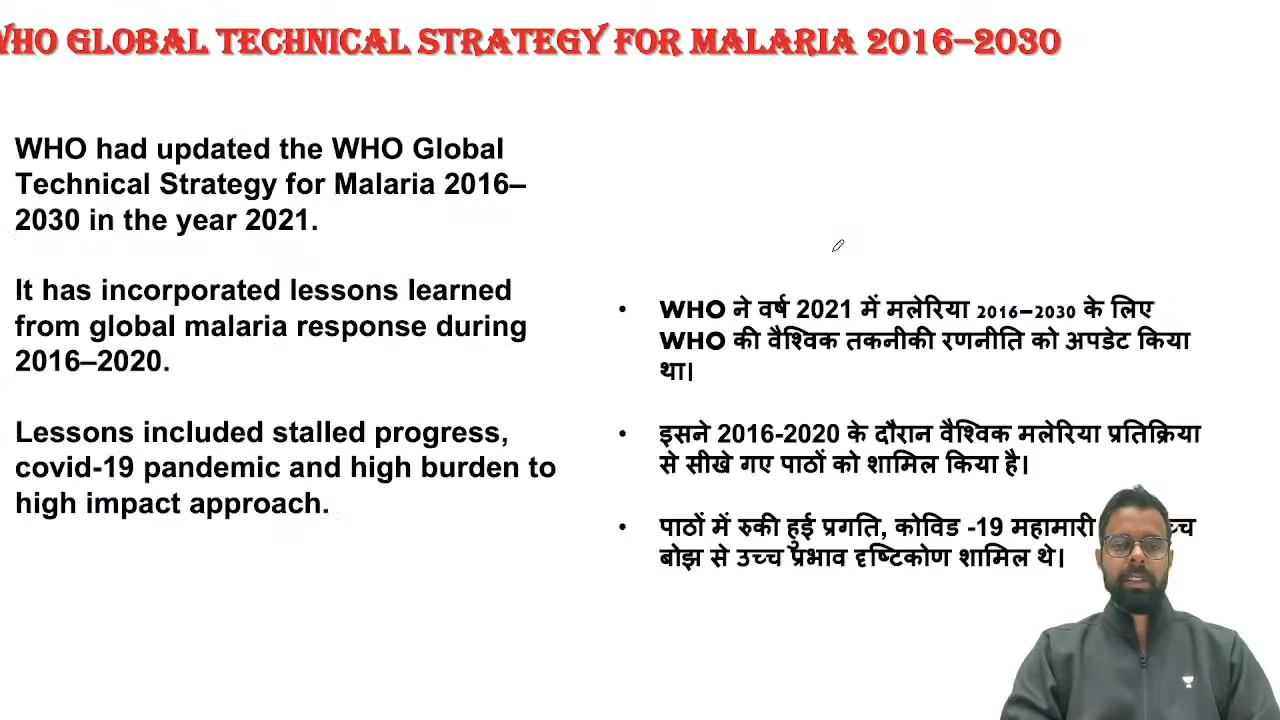 WHO GLOBAL TECHNICAL STRATEGY FOR MALARIA 2016–2030
WHO had updated the WHO Global
Technical Strategy for Malaria 2016–
2030 in the year 2021.
It has incorporated lessons learned
from global malaria response during
2016–2020.
Lessons included stalled progress,
covid-19 pandemic and high burden to
high impact approach.
• WHO ने वर्ष 2021 में मलेरिया 2016–2030 के लिए
WHO की वैश्विक तकनीकी रणनीति को अपडेट किया
था।
• इसने 2016-2020 के दौरान वैश्विक मलेरिया प्रतिक्रिया
से सीखे गए पाठों को शामिल किया है।
• पाठों में रुकी हुई प्रगति, कोविड -19 महामारी
बोझ से उच्च प्रभाव दृष्टिकोण शामिल थे।